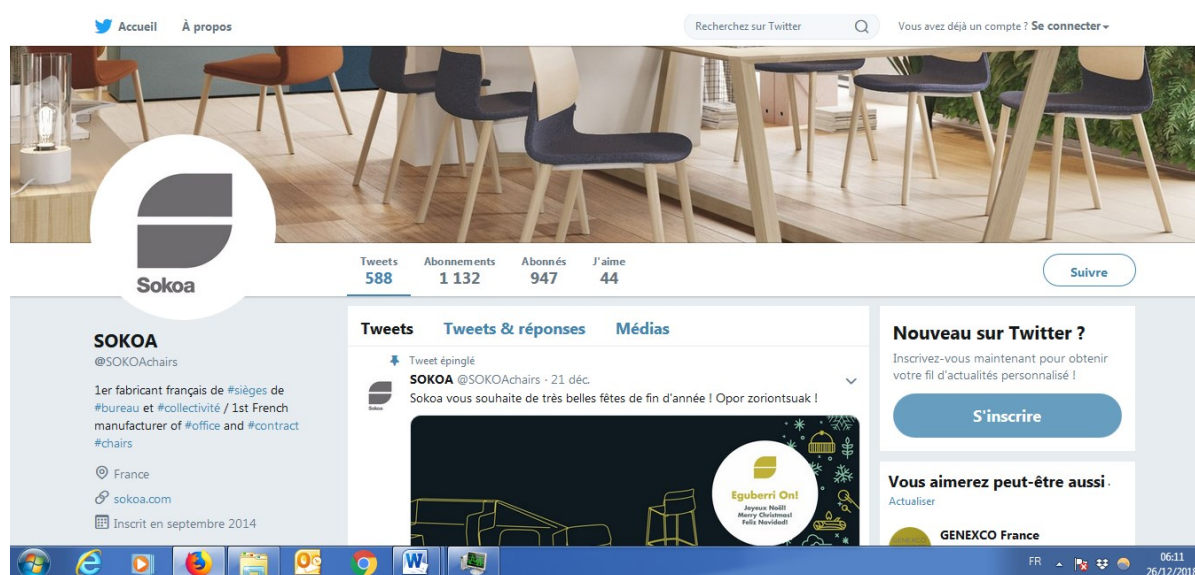 Accueil À propos
Recherchez sur Twitter
Vous avez déjà un compte ? Se connecter
Sokoa
Tweets Abonnements Abonnés J'aime
588 1 132 947 44
Suivre
SOKOA
@SOKOAchairs
1er fabricant français de #sièges de
#bureau et #collectivité / 1st French
manufacturer of #office and #contract
#chairs
France
sokoa.com
Inscrit en septembre 2014
Tweets Tweets & réponses Médias
Tweet épinglé
SOKOA @SOKOAchairs · 21 déc.
Sokoa vous souhaite de très belles fêtes de fin d'année ! Opor zoriontsuak !
Sokoa
Eguberri On!
Joyeux Noël!
Merry Christmas!
Feliz Navidad!
Nouveau sur Twitter ?
Inscrivez-vous maintenant pour obtenir
votre fil d'actualités personnalisé !
S'inscrire
Vous aimerez peut-être aussi ·
Actualiser
GENEXCO
GENEXCO France
FR
06:11
26/12/2018